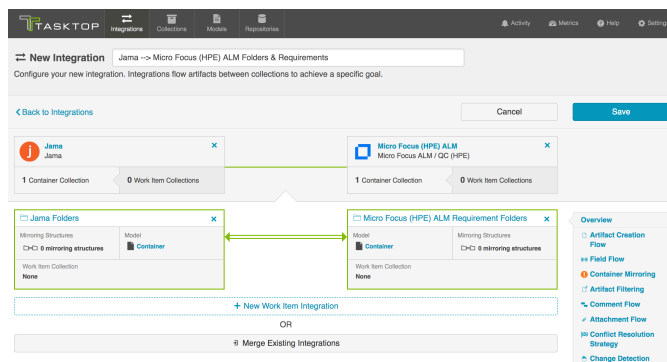 TASKTOP
Integrations
Collections
Models
Repositories
Activity
Metrics
Help
Settings
New Integration
Jama --> Micro Focus (HPE) ALM Folders & Requirements
Configure your new integration. Integrations flow artifacts between collections to achieve a specific goal.
Back to Integrations
Cancel
Save
Jama
Jama
1 Container Collection
0 Work Item Collections
Micro Focus (HPE) ALM
Micro Focus ALM / QC (HPE)
1 Container Collection
0 Work Item Collections
Jama Folders
Mirroring Structures
0 mirroring structures
Model
Container
Work Item Collection
None
Micro Focus (HPE) ALM Requirement Folders
Model
Container
Mirroring Structures
0 mirroring structures
Work Item Collection
None
+ New Work Item Integration
OR
Merge Existing Integrations
Overview
Artifact Creation
Flow
Field Flow
Container Mirroring
Artifact Filtering
Comment Flow
Attachment Flow
Conflict Resolution
Strategy
Change Detection